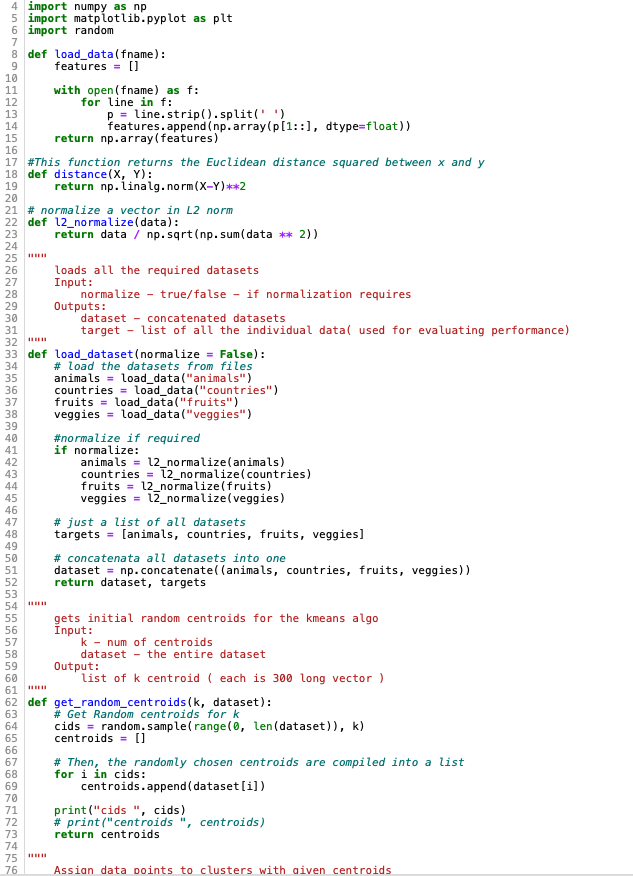 4 import numpy as np
5 import matplotlib.pyplot as plt
6 import random
7
8 def load_data(fname):
9     features = []
10
11     with open(fname) as f:
12         for line in f:
13             p = line.strip().split(' ')
14             features.append(np.array(p[1::], dtype=float))
15     return np.array(features)
16
17 #This function returns the Euclidean distance squared between x and y
18 def distance(X, Y):
19     return np.linalg.norm(X-Y)**2
20
21 # normalize a vector in L2 norm
22 def l2_normalize(data):
23     return data / np.sqrt(np.sum(data ** 2))
24
25 """
26     loads all the required datasets
27     Input:
28         normalize - true/false - if normalization requires
29     Outputs:
30         dataset - concatenated datasets
31         target - list of all the individual data( used for evaluating performance)
32 """
33 def load_dataset(normalize = False):
34     # load the datasets from files
35     animals = load_data("animals")
36     countries = load_data("countries")
37     fruits = load_data("fruits")
38     veggies = load_data("veggies")
39
40     #normalize if required
41     if normalize:
42         animals = l2_normalize(animals)
43         countries = l2_normalize(countries)
44         fruits = l2_normalize(fruits)
45         veggies = l2_normalize(veggies)
46
47     # just a list of all datasets
48     targets = [animals, countries, fruits, veggies]
49
50     # concatenata all datasets into one
51     dataset = np.concatenate((animals, countries, fruits, veggies))
52     return dataset, targets
53
54 """
55     gets initial random centroids for the kmeans algo
56     Input:
57         k - num of centroids
58         dataset - the entire dataset
59     Output:
60         list of k centroid ( each is 300 long vector )
61 """
62 def get_random_centroids(k, dataset):
63     # Get Random centroids for k
64     cids = random.sample(range(0, len(dataset)), k)
65     centroids = []
66
67     # Then, the randomly chosen centroids are compiled into a list
68     for i in cids:
69         centroids.append(dataset[i])
70
71     print("cids ", cids)
72     # print("centroids ", centroids)
73     return centroids
74
75 """
76     Assign data points to clusters with given centroids